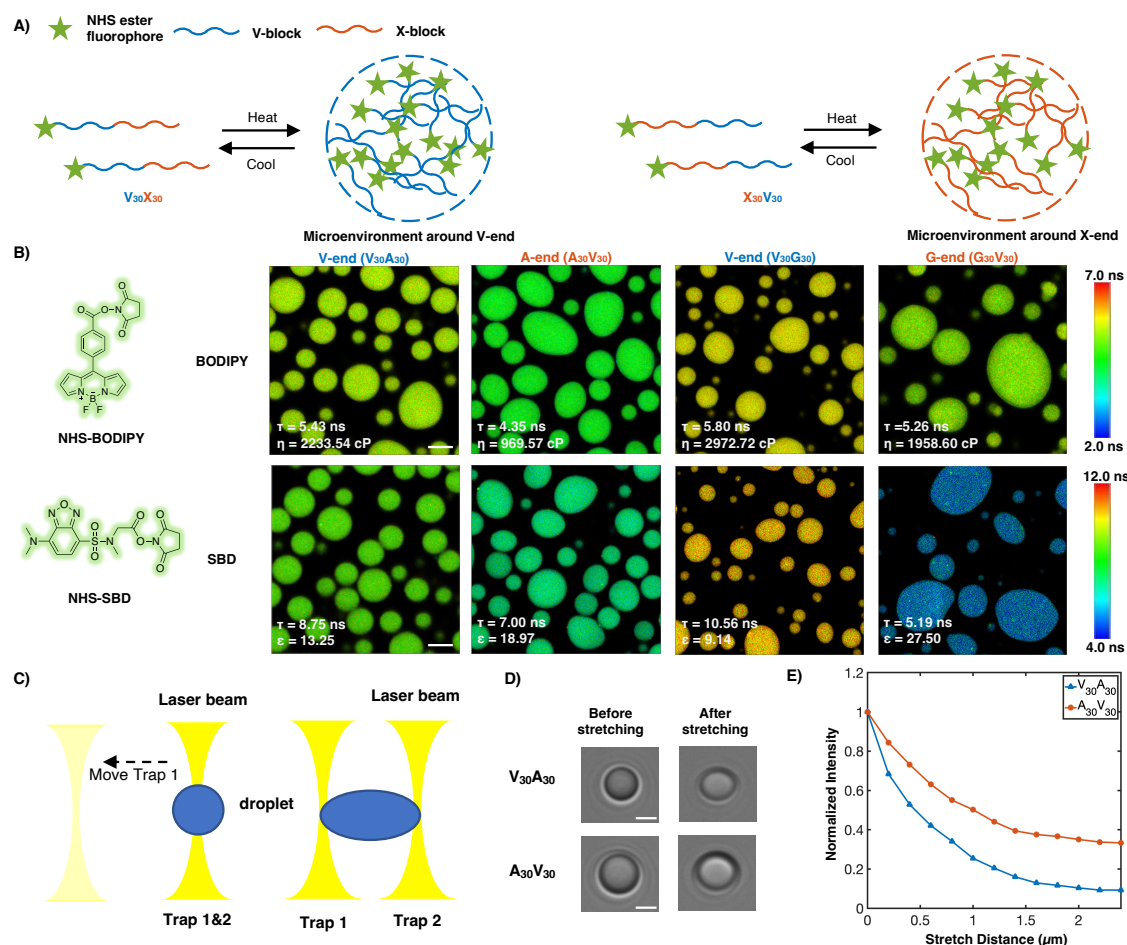 A)
NHS ester
fluorophore
V-block
X-block
Heat
Cool
V₃₀X₃₀
Microenvironment around V-end
Heat
Cool
X₃₀V₃₀
Microenvironment around X-end
B)
V-end (V₃₀A₃₀)
A-end (A₃₀V₃₀)
V-end (V₃₀G₃₀)
G-end (G₃₀V₃₀)
O
O
O
N
O
N
N
B
+
-
F
F
NHS-BODIPY
BODIPY
τ = 5.43 ns
η = 2233.54 cP
τ = 4.35 ns
η = 969.57 cP
τ = 5.80 ns
η = 2972.72 cP
τ =5.26 ns
η = 1958.60 cP
7.0 ns
2.0 ns
N
O
N
N
S
O
O
N
O
O
N
O
O
NHS-SBD
SBD
τ = 8.75 ns
ε = 13.25
τ = 7.00 ns
ε = 18.97
τ = 10.56 ns
ε = 9.14
τ = 5.19 ns
ε = 27.50
12.0 ns
4.0 ns
C)
Laser beam
Laser beam
Move Trap 1
droplet
Trap 1&2
Trap 1
Trap 2
D)
Before
stretching
After
stretching
V₃₀A₃₀
A₃₀V₃₀
E)
Normalized Intensity
1.2
1
0.8
0.6
0.4
0.2
0
0
0.5
1
1.5
2
Stretch Distance (μm)
V₃₀A₃₀
A₃₀V₃₀